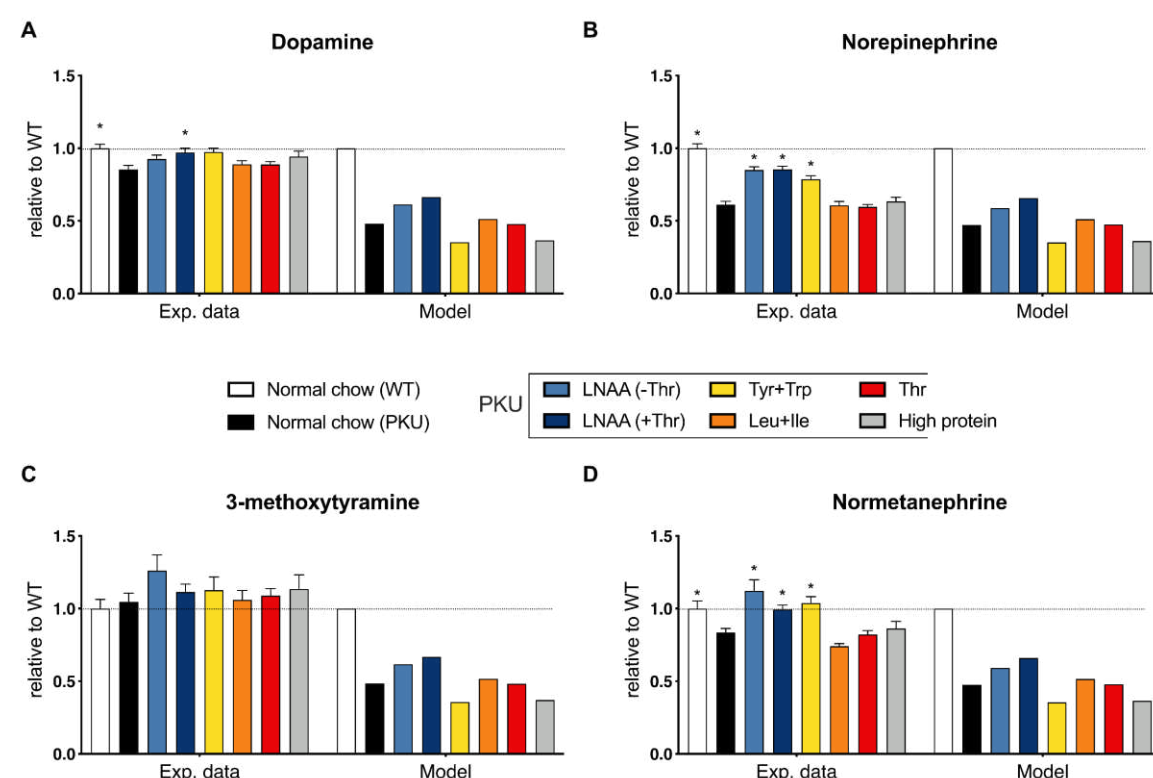 A
Dopamine
relative to WT
1.5
1.0
0.5
0.0
*
*
Exp. data
Model
B
Norepinephrine
relative to WT
1.5
1.0
0.5
0.0
*
*
*
*
Exp. data
Model
Normal chow (WT)
Normal chow (PKU)
PKU
LNAA (-Thr)
Tyr+Trp
Thr
LNAA (+Thr)
Leu+Ile
High protein
C
3-methoxytyramine
relative to WT
1.5
1.0
0.5
0.0
Exp. data
Model
D
Normetanephrine
relative to WT
1.5
1.0
0.5
0.0
*
*
*
*
Exp. data
Model